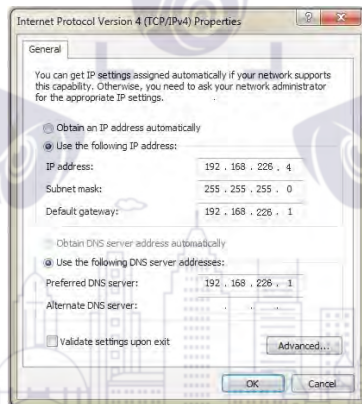 Internet Protocol Version 4 (TCP/IPv4) Properties
General
You can get IP settings assigned automatically if your network supports
this capability. Otherwise, you need to ask your network administrator
for the appropriate IP settings.
Obtain an IP address automatically
Use the following IP address:
IP address: 192 . 168 . 226 . 4
Subnet mask: 255 . 255 . 255 . 0
Default gateway: 192 . 168 . 226 . 1
Obtain DNS server address automatically
Use the following DNS server addresses:
Preferred DNS server: 192 . 168 . 226 . 1
Alternate DNS server: . . .
Validate settings upon exit
Advanced...
OK Cancel